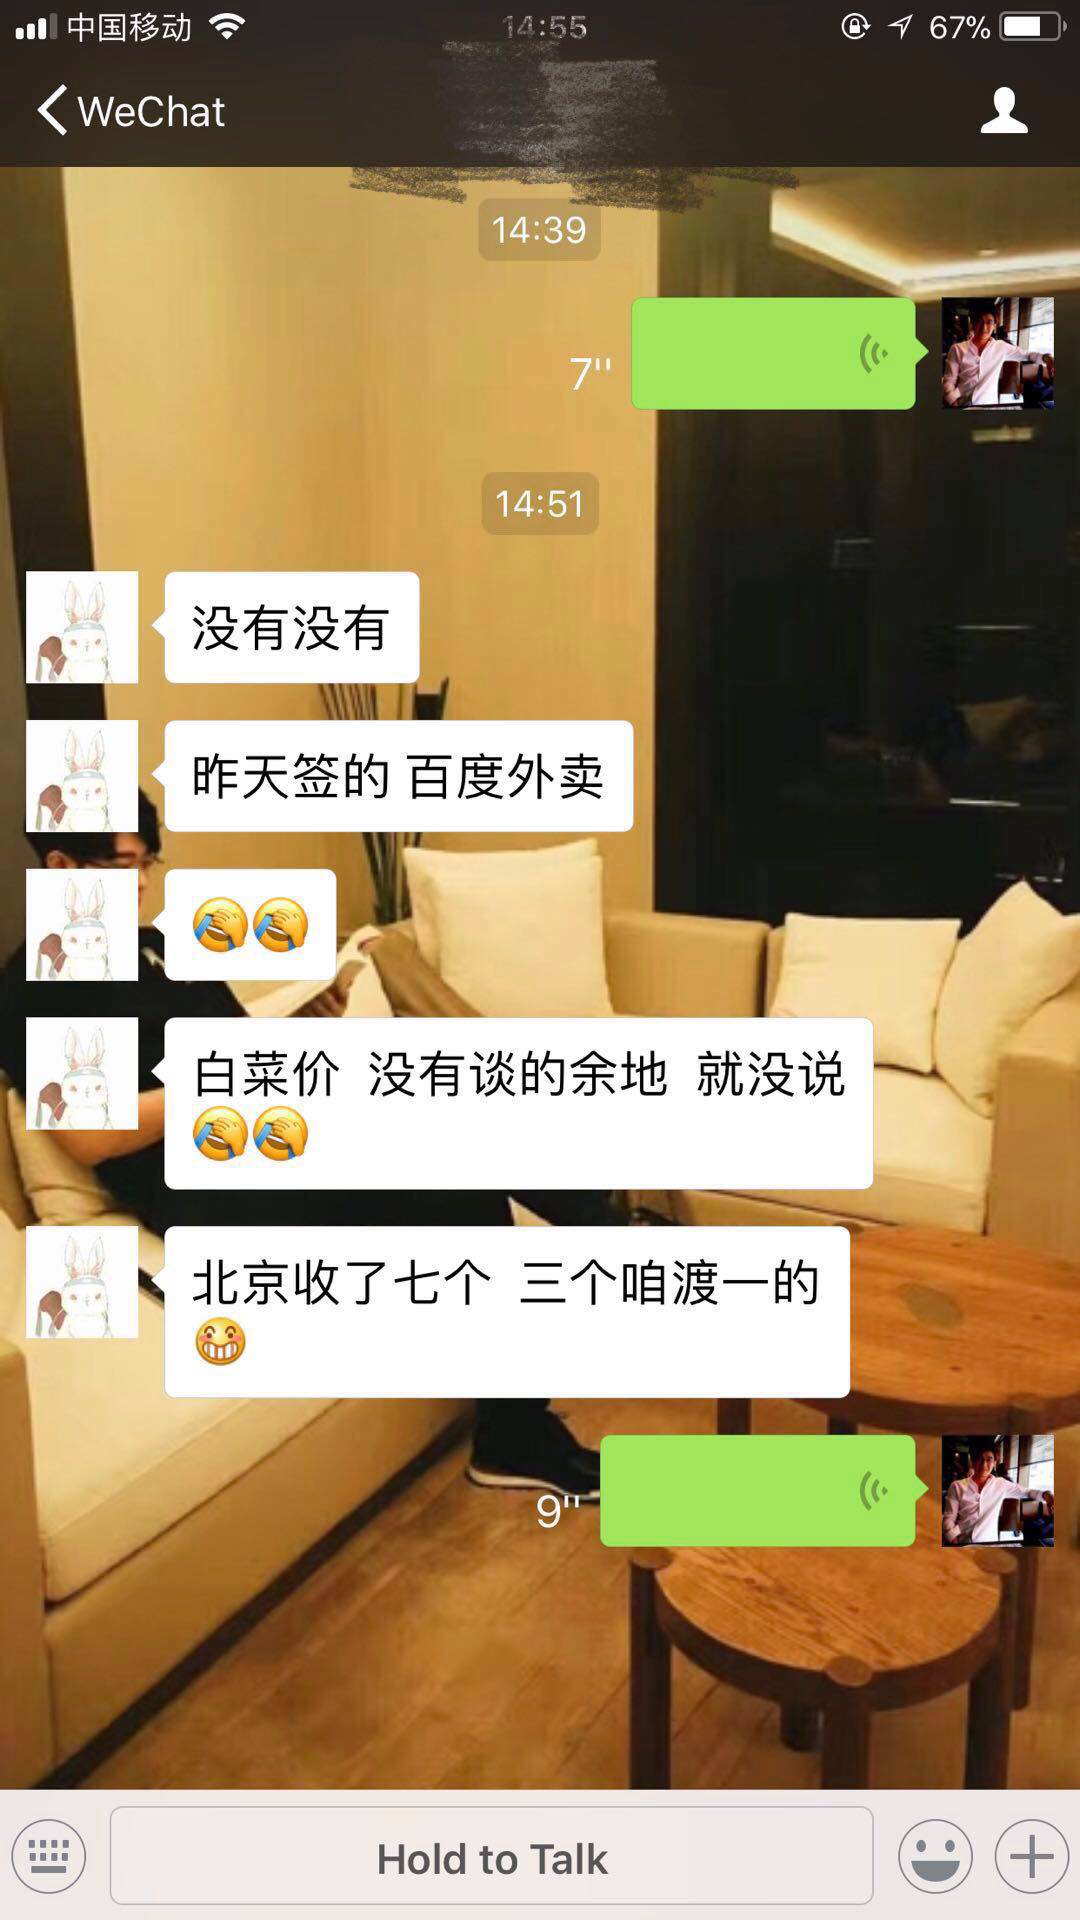 中国移动
14:55
67%
WeChat
14:39
7''
14:51
没有没有
昨天签的 百度外卖
🤦🤦
白菜价 没有谈的余地 就没说
🤦🤦
北京收了七个 三个咱渡一的
😁
9''
Hold to Talk